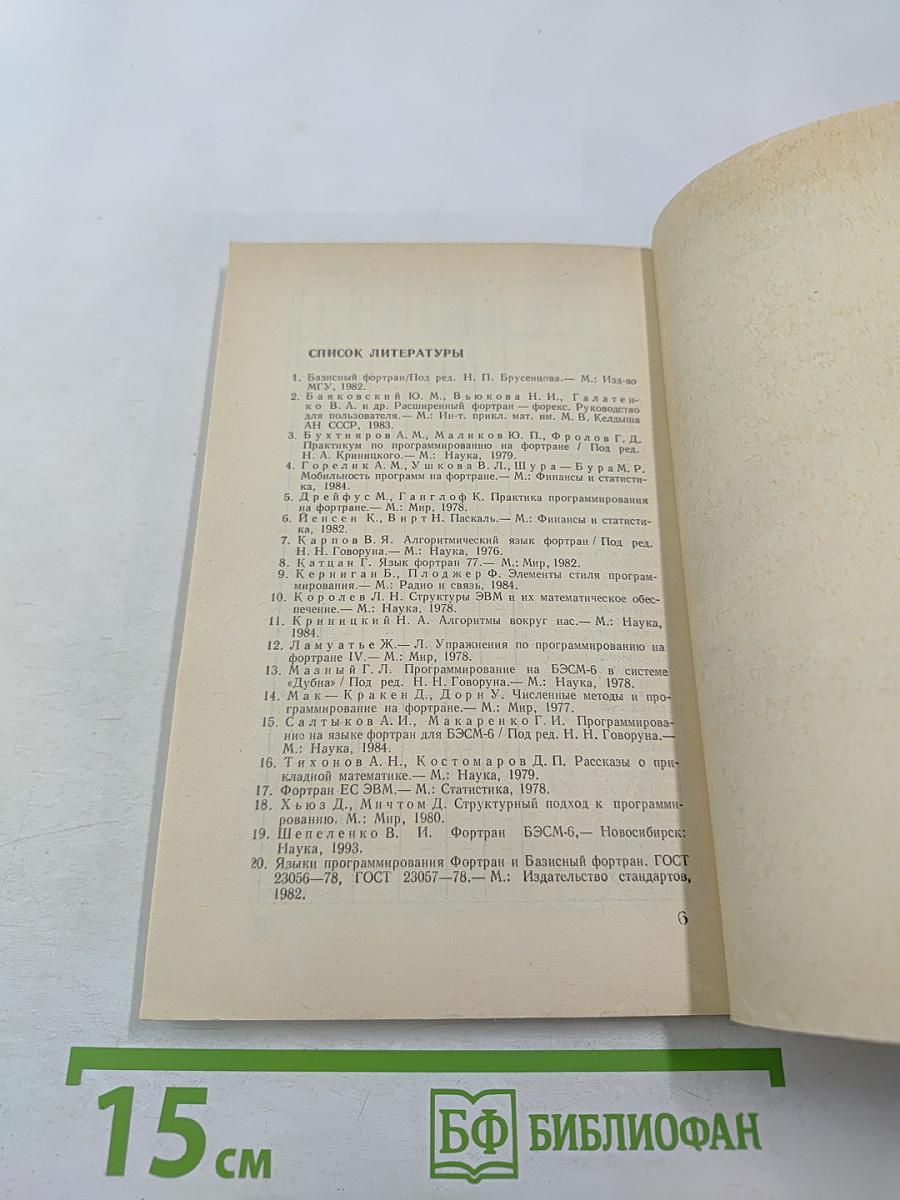 СПИСОК ЛИТЕРАТУРЫ
1. Базисный фортран/Под ред. Н. П. Брусенцова.— М.: Изд-во
МГУ, 1982.
2. Баяковский Ю. М., Вьюкова Н. И., Галатен-
ко В. А. и др. Расширенный фортран — форекс. Руководство
для пользователя.— М.: Ин-т. прикл. мат. им. М. В. Келдыша
АН СССР, 1983.
3. Бухтияров А. М., Маликов Ю. П., Фролов Г. Д.
Практикум по программированию на фортране / Под ред.
Н. А. Криницкого.— М.: Наука, 1979.
4. Горелик А. М., Ушкова В. Л., Шура — Бура М. Р.
Мобильность программ на фортране.— М.: Финансы и статисти-
ка, 1984.
5. Дрейфус М., Ганглоф К. Практика программирования
на фортране.— М.: Мир, 1978.
6. Йенсен К., Вирт Н. Паскаль.— М.: Финансы и статисти-
ка, 1982.
7. Карпов В. Я. Алгоритмический язык фортран / Под ред.
Н. Н. Говоруна.— М.: Наука, 1976.
8. Катцан Г. Язык фортран 77.— М.: Мир, 1982.
9. Керниган Б., Плоджер Ф. Элементы стиля програм-
мирования.— М.: Радио и связь, 1984.
10. Королев Л. Н. Структуры ЭВМ и их математическое обес-
печение.— М.: Наука, 1978.
11. Криницкий Н. А. Алгоритмы вокруг нас.— М.: Наука,
1984.
12. Ламуатье Ж.— Л. Упражнения по программированию на
фортране IV.— М.: Мир, 1978.
13. Мазный Г. Л. Программирование на БЭСМ-6 в системе
«Дубна» / Под ред. Н. Н. Говоруна.— М.: Наука, 1978.
14. Мак — Кракен Д., Дорн У. Численные методы и про-
граммирование на фортране.— М.: Мир, 1977.
15. Салтыков А. И., Макаренко Г. И. Программирова-
ние на языке фортран для БЭСМ-6 / Под ред. Н. Н. Говоруна.—
М.: Наука, 1984.
16. Тихонов А. Н., Костомаров Д. П. Рассказы о при-
кладной математике.— М.: Наука, 1979.
17. Фортран ЕС ЭВМ.— М.: Статистика, 1978.
18. Хьюз Д., Мичтом Д. Структурный подход к программи-
рованию. М.: Мир, 1980.
19. Шепеленко В. И. Фортран БЭСМ-6,— Новосибирск:
Наука, 1993.
20. Языки программирования Фортран и Базисный фортран. ГОСТ
23056—78, ГОСТ 23057—78.— М.: Издательство стандартов,
1982.
6
15 см
БФ БИБЛИОФАН